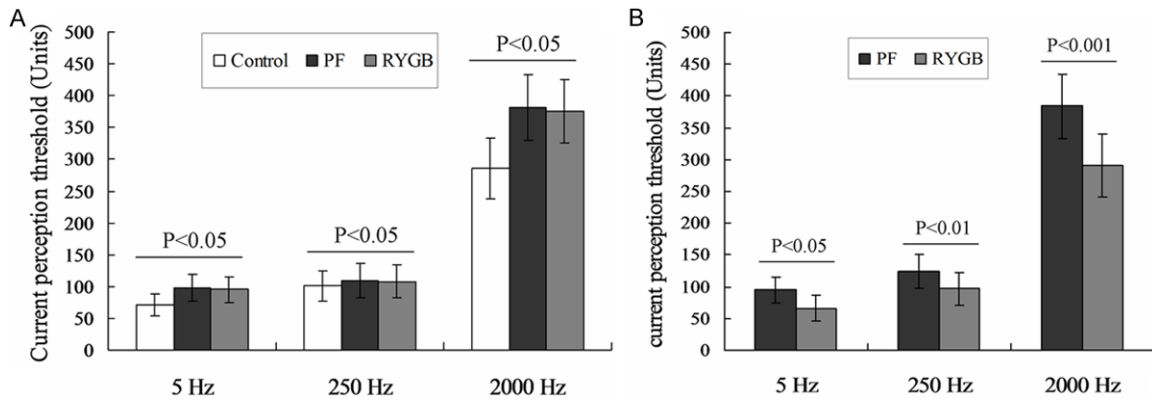 A
Current perception threshold (Units)
500
450
400
350
300
250
200
150
100
50
0
Control PF RYGB
P<0.05
P<0.05
P<0.05
5 Hz 250 Hz 2000 Hz
B
current perception threshold (Units)
500
450
400
350
300
250
200
150
100
50
0
PF RYGB
P<0.05
P<0.01
P<0.001
5 Hz 250 Hz 2000 Hz